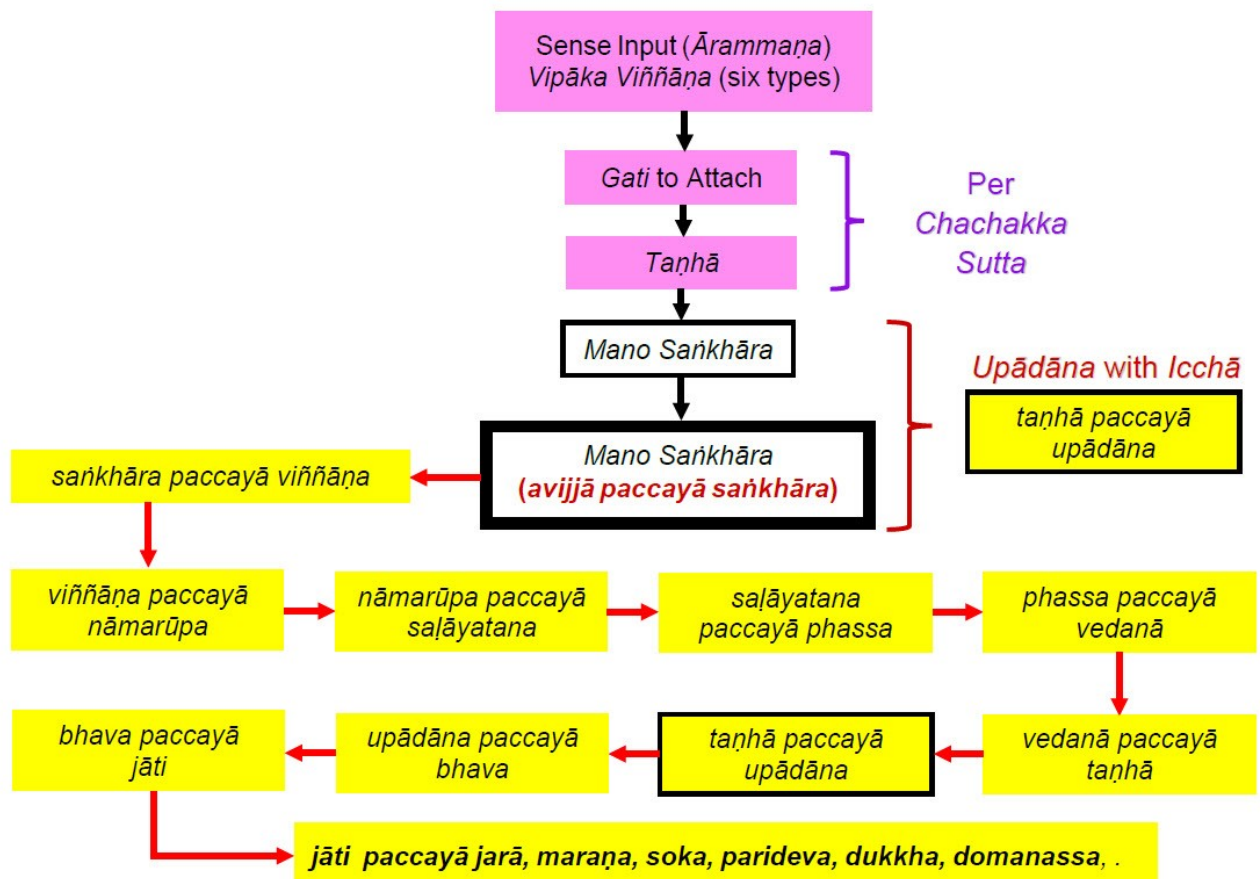 Sense Input (Ārammaṇa)
Vipāka Viññāṇa (six types)
Gati to Attach
Taṇhā
Per
Chachakka
Sutta
Mano Saṅkhāra
Mano Saṅkhāra
(avijjā paccayā saṅkhāra)
Upādāna with Icchā
taṇhā paccayā
upādāna
saṅkhāra paccayā viññāṇa
viññāṇa paccayā
nāmarūpa
nāmarūpa paccayā
saḷāyatana
saḷāyatana
paccayā phassa
phassa paccayā
vedanā
vedanā paccayā
taṇhā
taṇhā paccayā
upādāna
upādāna paccayā
bhava
bhava paccayā
jāti
jāti paccayā jarā, maraṇa, soka, parideva, dukkha, domanassa, .